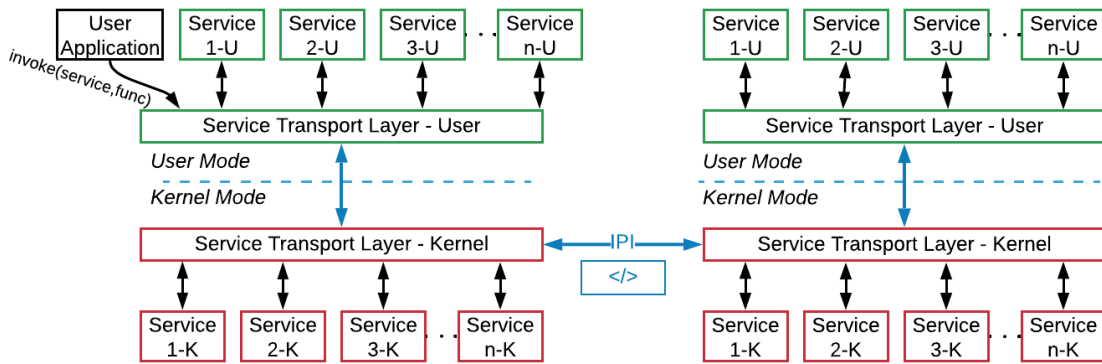 User
Application
Service
1-U
Service
2-U
Service
3-U
...
Service
n-U
invoke(service,func)
Service Transport Layer - User
User Mode
Kernel Mode
Service Transport Layer - Kernel
Service
1-K
Service
2-K
Service
3-K
...
Service
n-K
IPI
</>
Service
1-U
Service
2-U
Service
3-U
...
Service
n-U
Service Transport Layer - User
User Mode
Kernel Mode
Service Transport Layer - Kernel
Service
1-K
Service
2-K
Service
3-K
...
Service
n-K